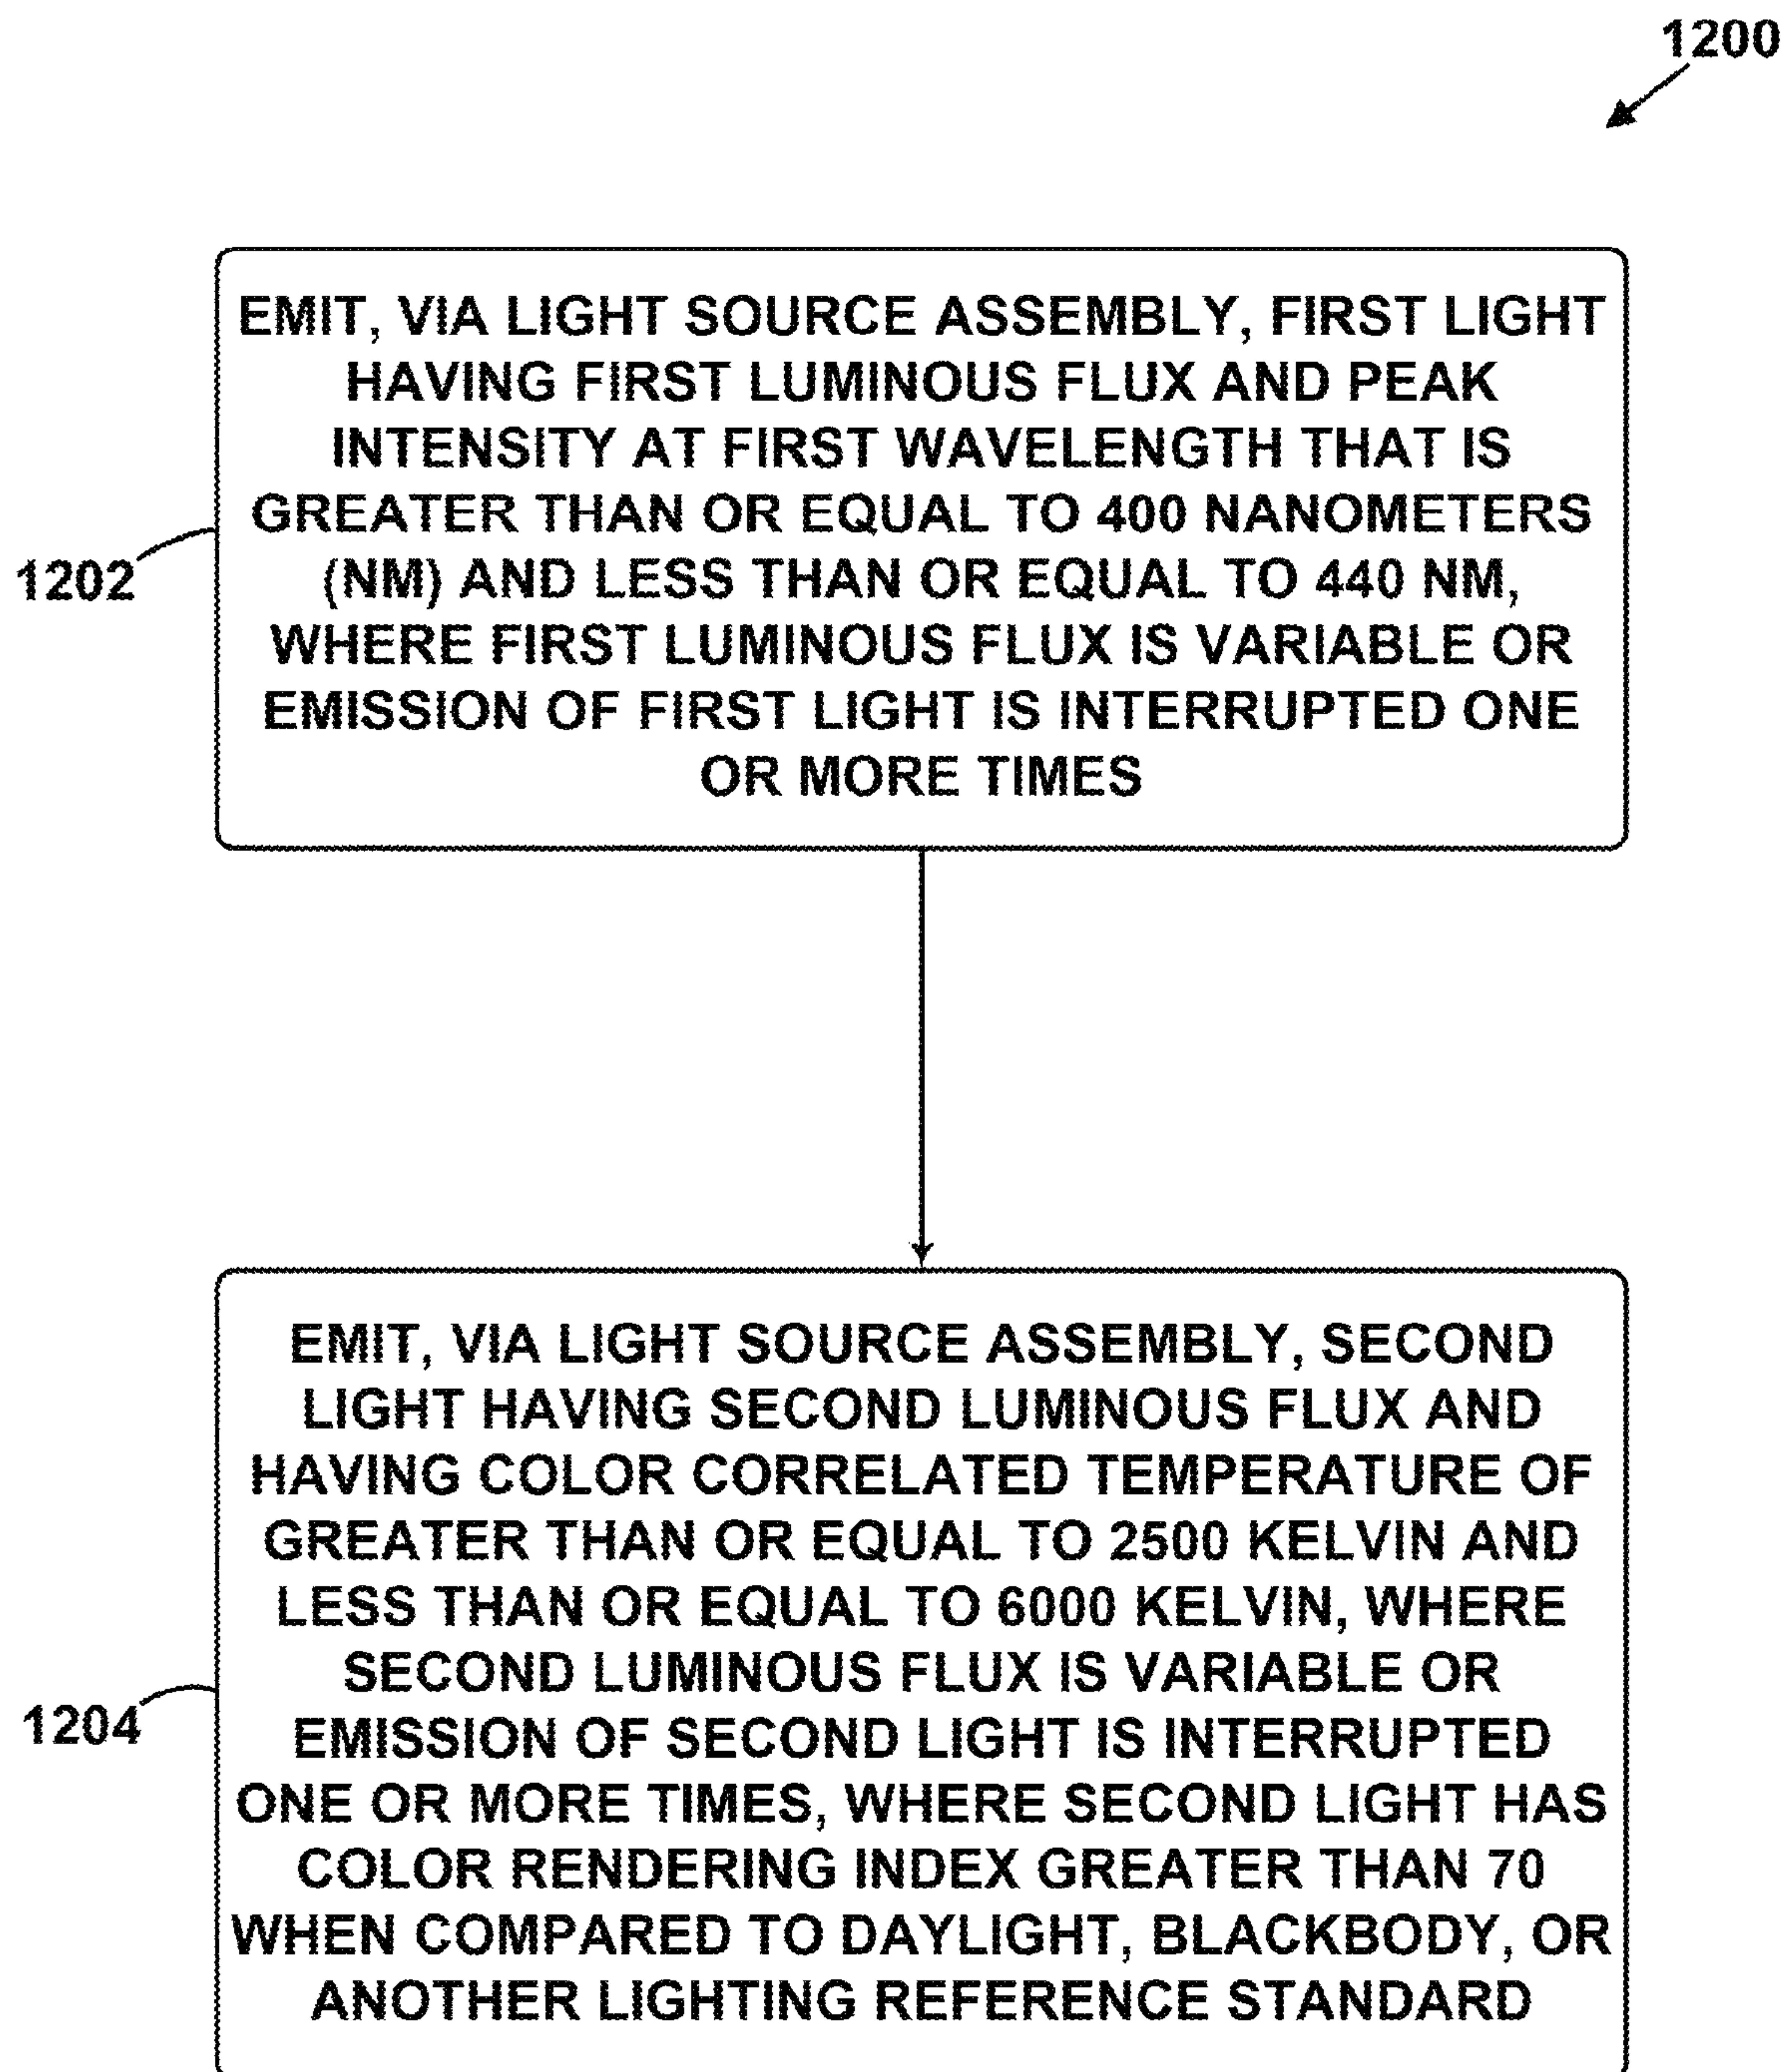 1200
EMIT, VIA LIGHT SOURCE ASSEMBLY, FIRST LIGHT
HAVING FIRST LUMINOUS FLUX AND PEAK
INTENSITY AT FIRST WAVELENGTH THAT IS
GREATER THAN OR EQUAL TO 400 NANOMETERS
(NM) AND LESS THAN OR EQUAL TO 440 NM,
WHERE FIRST LUMINOUS FLUX IS VARIABLE OR
EMISSION OF FIRST LIGHT IS INTERRUPTED ONE
OR MORE TIMES
1202
EMIT, VIA LIGHT SOURCE ASSEMBLY, SECOND
LIGHT HAVING SECOND LUMINOUS FLUX AND
HAVING COLOR CORRELATED TEMPERATURE OF
GREATER THAN OR EQUAL TO 2500 KELVIN AND
LESS THAN OR EQUAL TO 6000 KELVIN, WHERE
SECOND LUMINOUS FLUX IS VARIABLE OR
EMISSION OF SECOND LIGHT IS INTERRUPTED
ONE OR MORE TIMES, WHERE SECOND LIGHT HAS
COLOR RENDERING INDEX GREATER THAN 70
WHEN COMPARED TO DAYLIGHT, BLACKBODY, OR
ANOTHER LIGHTING REFERENCE STANDARD
1204